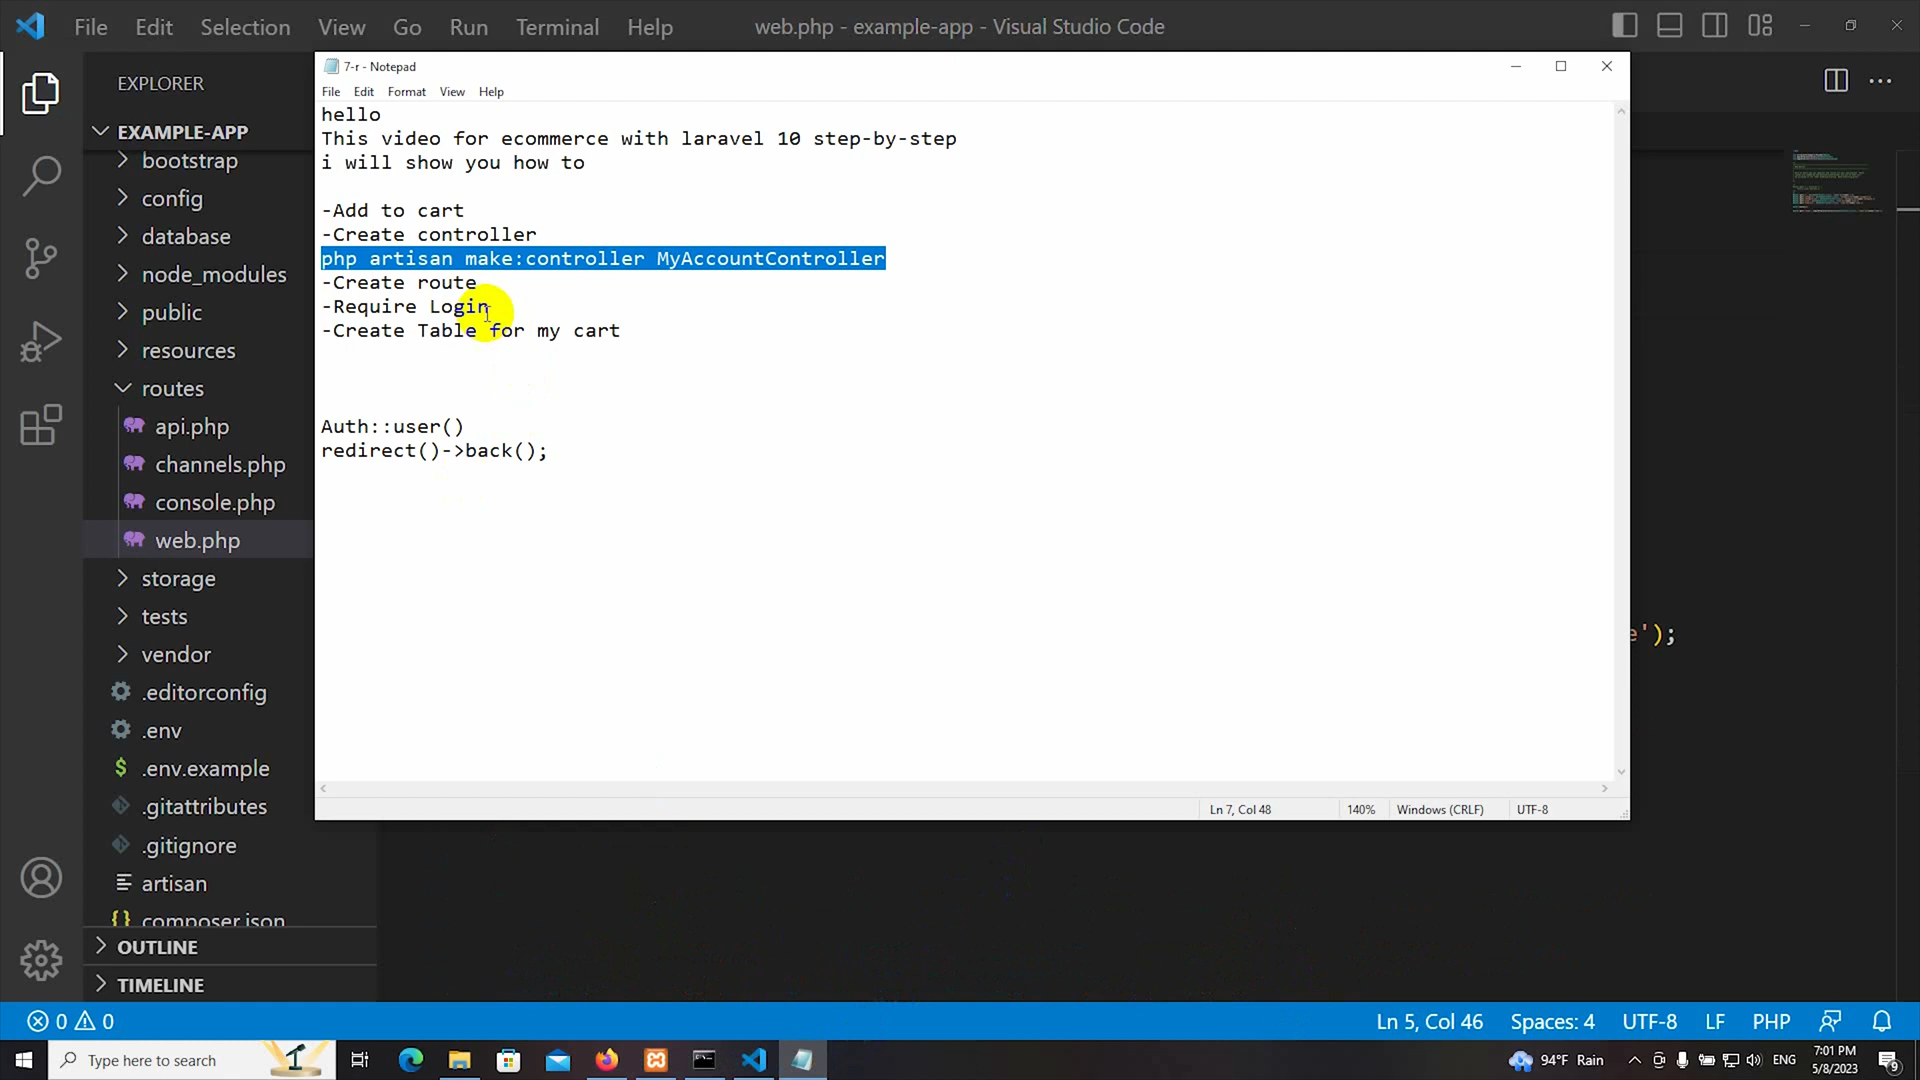 File Edit Selection View Go Run Terminal Help
web.php - example-app - Visual Studio Code
EXPLORER
EXAMPLE-APP
bootstrap
config
database
node_modules
public
resources
routes
api.php
channels.php
console.php
web.php
storage
tests
vendor
.editorconfig
.env
.env.example
.gitattributes
.gitignore
artisan
composer.json
OUTLINE
TIMELINE
7-r - Notepad
File Edit Format View Help
hello
This video for ecommerce with laravel 10 step-by-step
i will show you how to
-Add to cart
-Create controller
php artisan make:controller MyAccountController
-Create route
-Require Login
-Create Table for my cart
Auth::user()
redirect()->back();
Ln 7, Col 48
140%
Windows (CRLF)
UTF-8
e');
0 0
Ln 5, Col 46
Spaces: 4
UTF-8
LF
PHP
Type here to search
94°F Rain
ENG
7:01 PM
5/8/2023
9